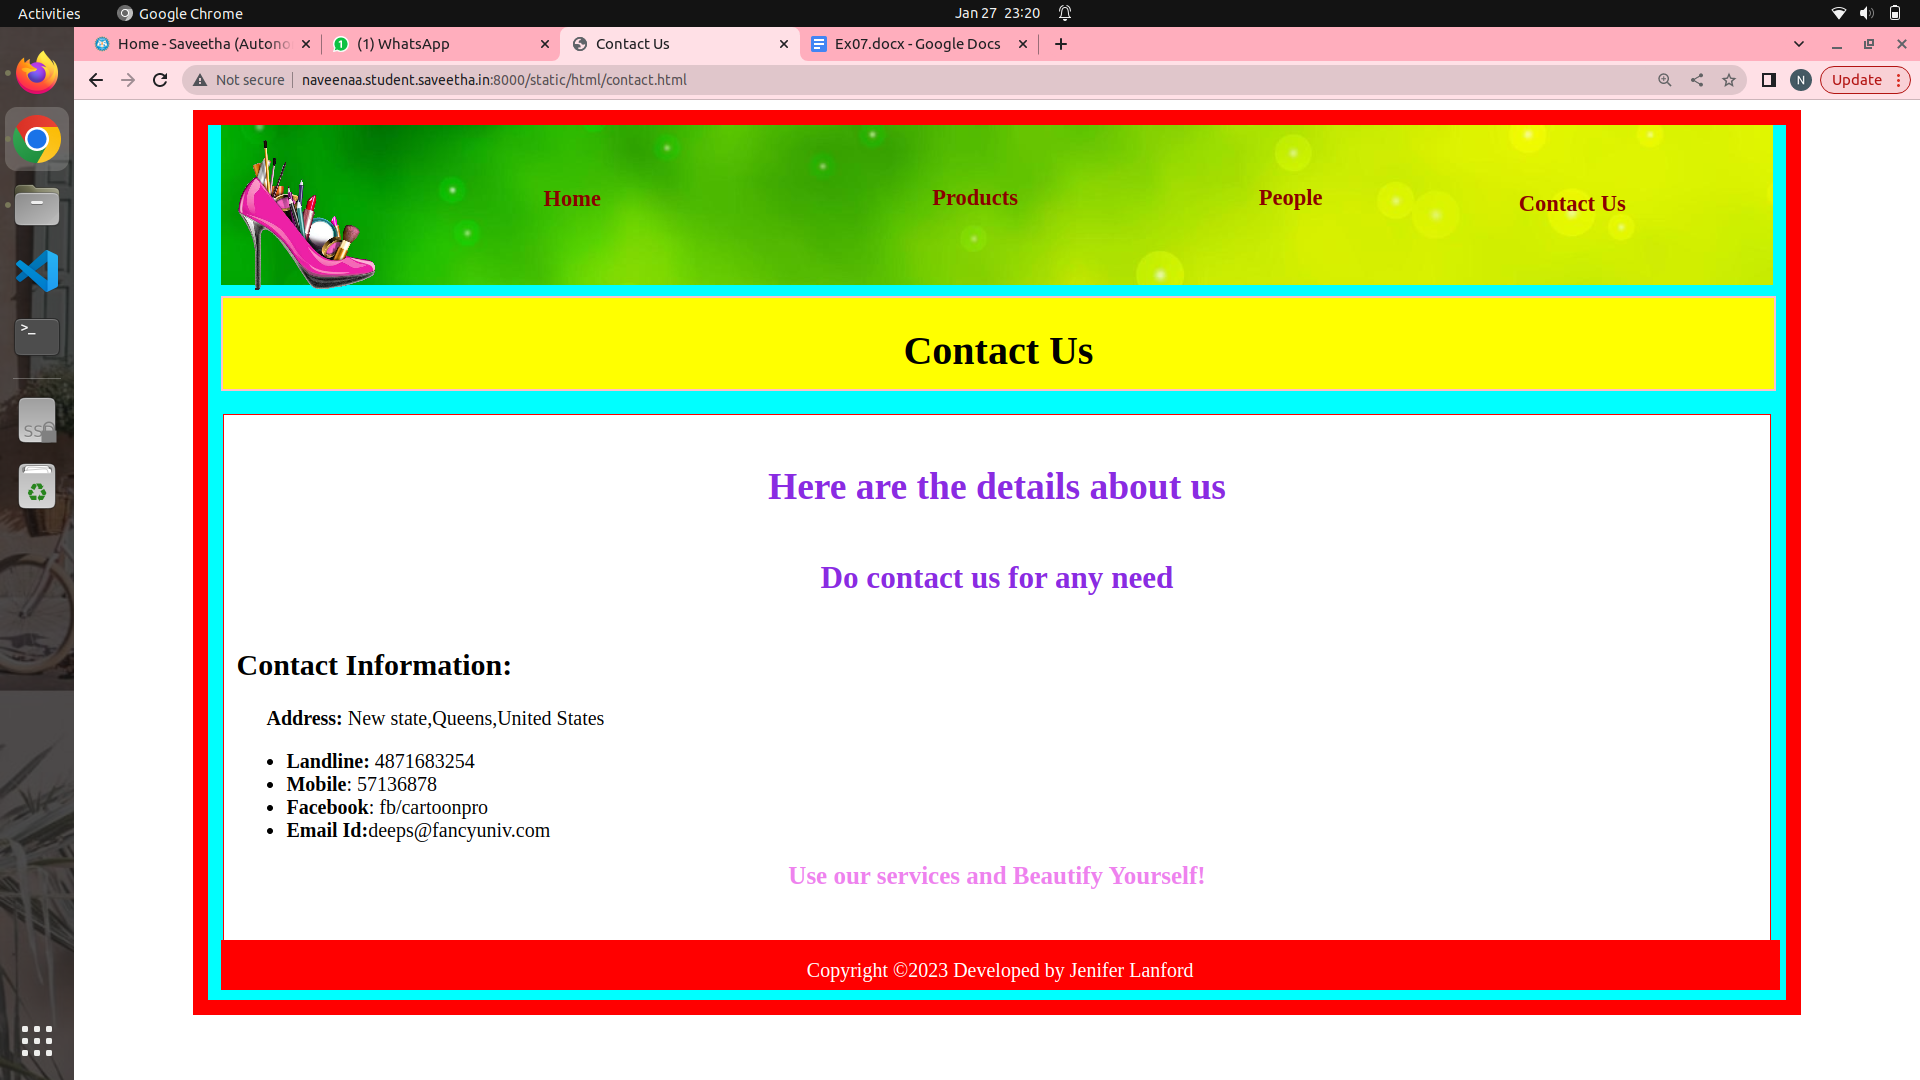 Activities
Google Chrome
Jan 27 23:20
Home - Saveetha (Autono
(1) WhatsApp
Contact Us
Ex07.docx - Google Docs
Not secure
naveenaa.student.saveetha.in:8000/static/html/contact.html
N
Update
Home
Products
People
Contact Us
Contact Us
Here are the details about us
Do contact us for any need
Contact Information:
Address: New state,Queens,United States
Landline: 4871683254
Mobile: 57136878
Facebook: fb/cartoonpro
Email Id:deeps@fancyuniv.com
Use our services and Beautify Yourself!
Copyright ©2023 Developed by Jenifer Lanford
>_
SSD